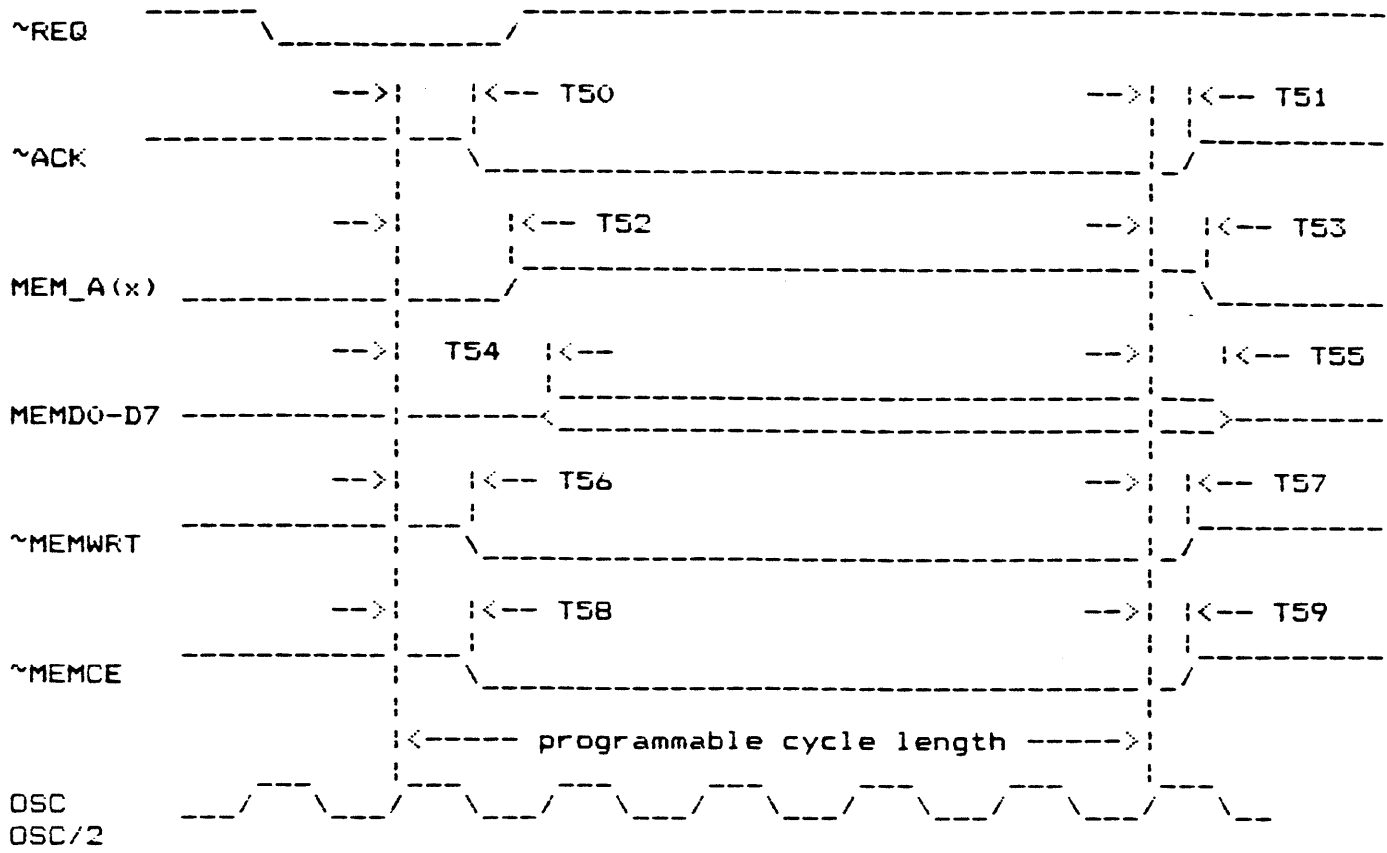 ~REQ
T50
T51
~ACK
T52
T53
MEM_A(x)
T54
T55
MEMD0-D7
T56
T57
~MEMWRT
T58
T59
~MEMCE
programmable cycle length
OSC
OSC/2